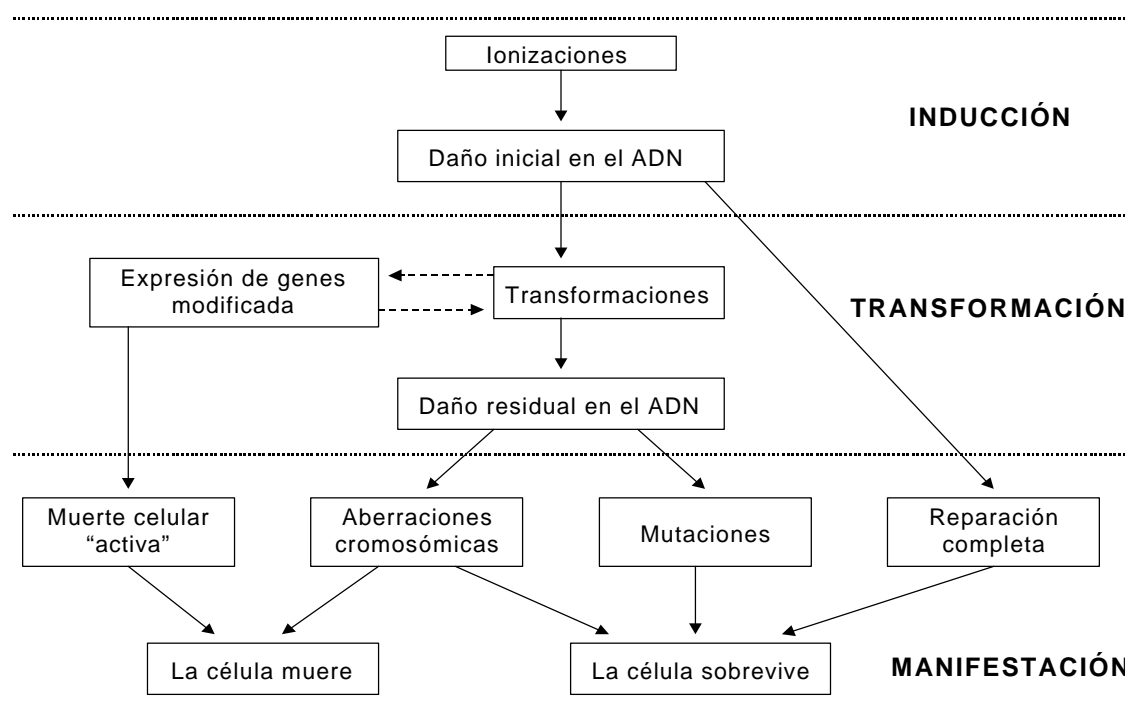 Ionizaciones
INDUCCIÓN
Daño inicial en el ADN
Expresión de genes
modificada
Transformaciones
TRANSFORMACIÓN
Daño residual en el ADN
Muerte celular
“activa”
Aberraciones
cromosómicas
Mutaciones
Reparación
completa
La célula muere
La célula sobrevive
MANIFESTACIÓN